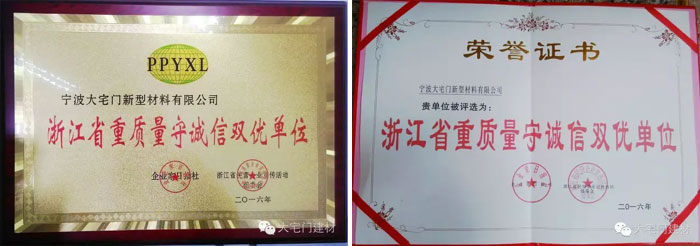 PPYXL
宁波大宅门新型材料有限公司
浙江省重质量守诚信双优单位
企业家日报社
二〇一六年
大宅门建材
荣誉证书
宁波大宅门新型材料有限公司
贵单位被评选为：
浙江省重质量守诚信双优单位
二〇一六年
大宅门建材